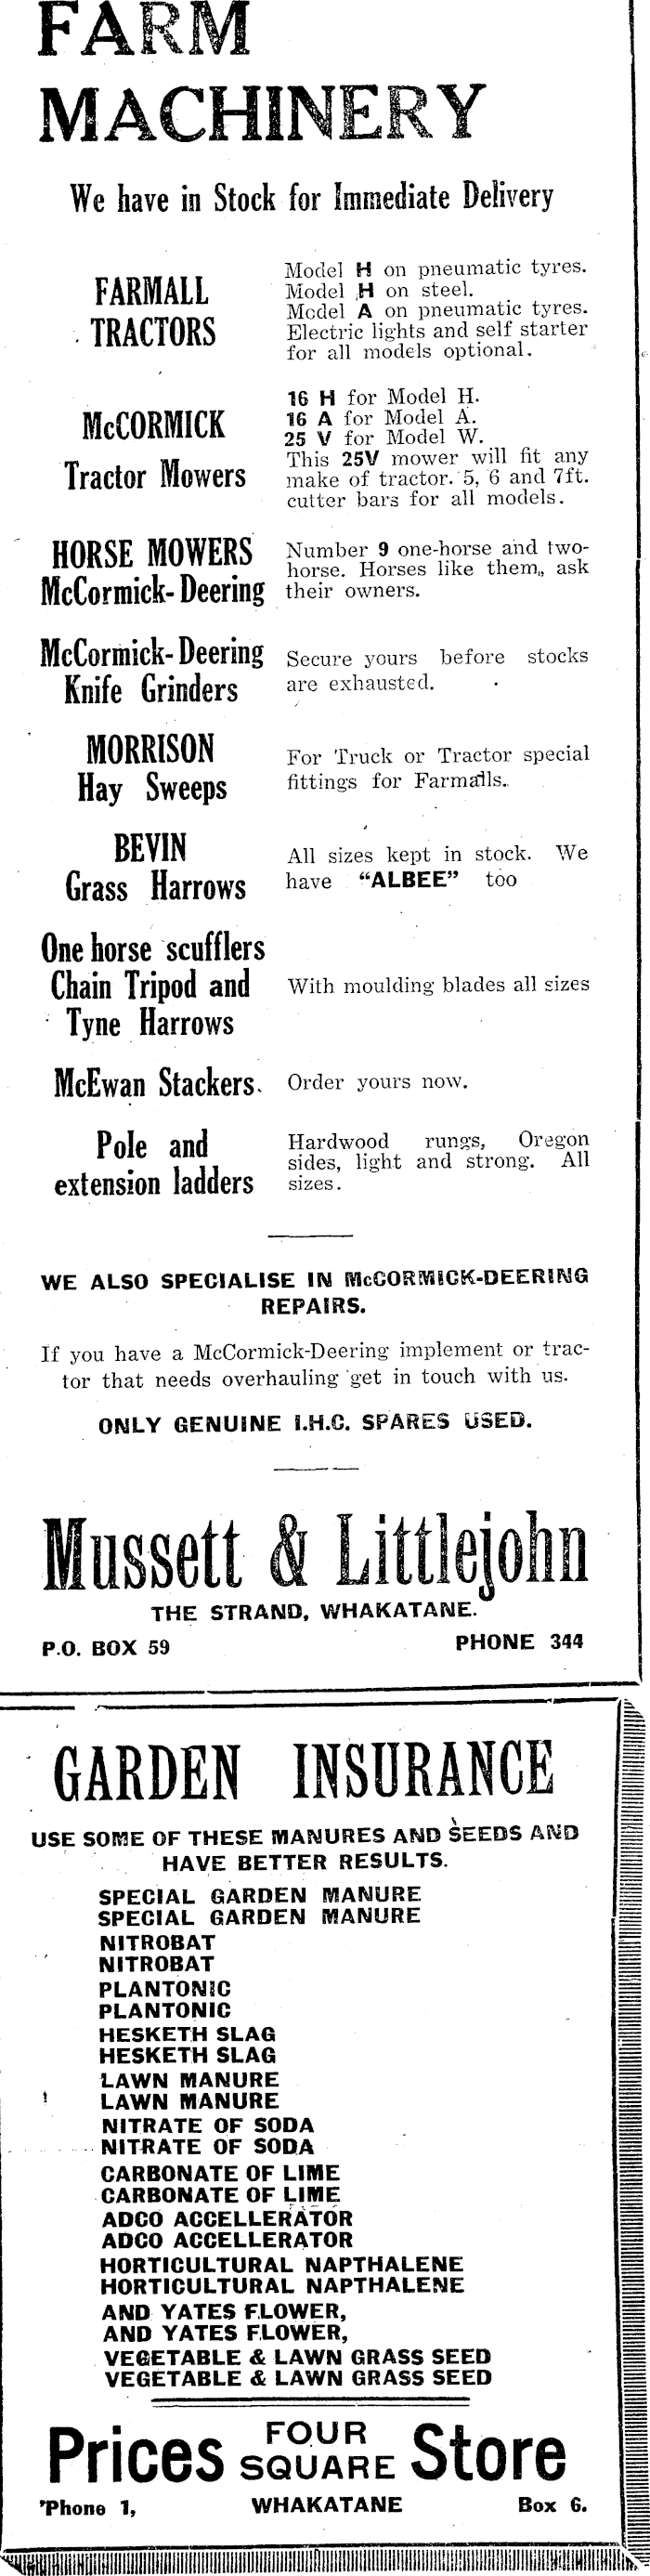 FARM
MACHINERY
We have in Stock for Immediate Delivery
FARMALL
TRACTORS
Model H on pneumatic tyres.
Model H on steel.
Model A on pneumatic tyres.
Electric lights and self starter
for all models optional.
McCORMICK
Tractor Mowers
16 H for Model H.
16 A for Model A.
25 V for Model W.
This 25V mower will fit any
make of tractor. 5, 6 and 7ft.
cutter bars for all models.
HORSE MOWERS
McCormick-Deering
Number 9 one-horse and two-
horse. Horses like them,, ask
their owners.
McCormick-Deering
Knife Grinders
Secure yours before stocks
are exhausted.
MORRISON
Hay Sweeps
For Truck or Tractor special
fittings for Farmalls.
BEVIN
Grass Harrows
All sizes kept in stock. We
have "ALBEE" too
One horse scufflers
Chain Tripod and
Tyne Harrows
With moulding blades all sizes
McEwan Stackers.
Order yours now.
Pole and
extension ladders
Hardwood rungs, Oregon
sides, light and strong. All
sizes.
WE ALSO SPECIALISE IN McCORMICK-DEERING
REPAIRS.
If you have a McCormick-Deering implement or trac-
tor that needs overhauling get in touch with us.
ONLY GENUINE I.H.C. SPARES USED.
Mussett & Littlejohn
THE STRAND, WHAKATANE.
P.O. BOX 59 PHONE 344
GARDEN INSURANCE
USE SOME OF THESE MANURES AND SEEDS AND
HAVE BETTER RESULTS.
SPECIAL GARDEN MANURE
SPECIAL GARDEN MANURE
NITROBAT
NITROBAT
PLANTONIC
PLANTONIC
HESKETH SLAG
HESKETH SLAG
LAWN MANURE
LAWN MANURE
NITRATE OF SODA
NITRATE OF SODA
CARBONATE OF LIME
CARBONATE OF LIME
ADCO ACCELLERATOR
ADCO ACCELLERATOR
HORTICULTURAL NAPTHALENE
HORTICULTURAL NAPTHALENE
AND YATES FLOWER,
AND YATES FLOWER,
VEGETABLE & LAWN GRASS SEED
VEGETABLE & LAWN GRASS SEED
Prices FOUR SQUARE Store
'Phone 1, WHAKATANE Box 6.